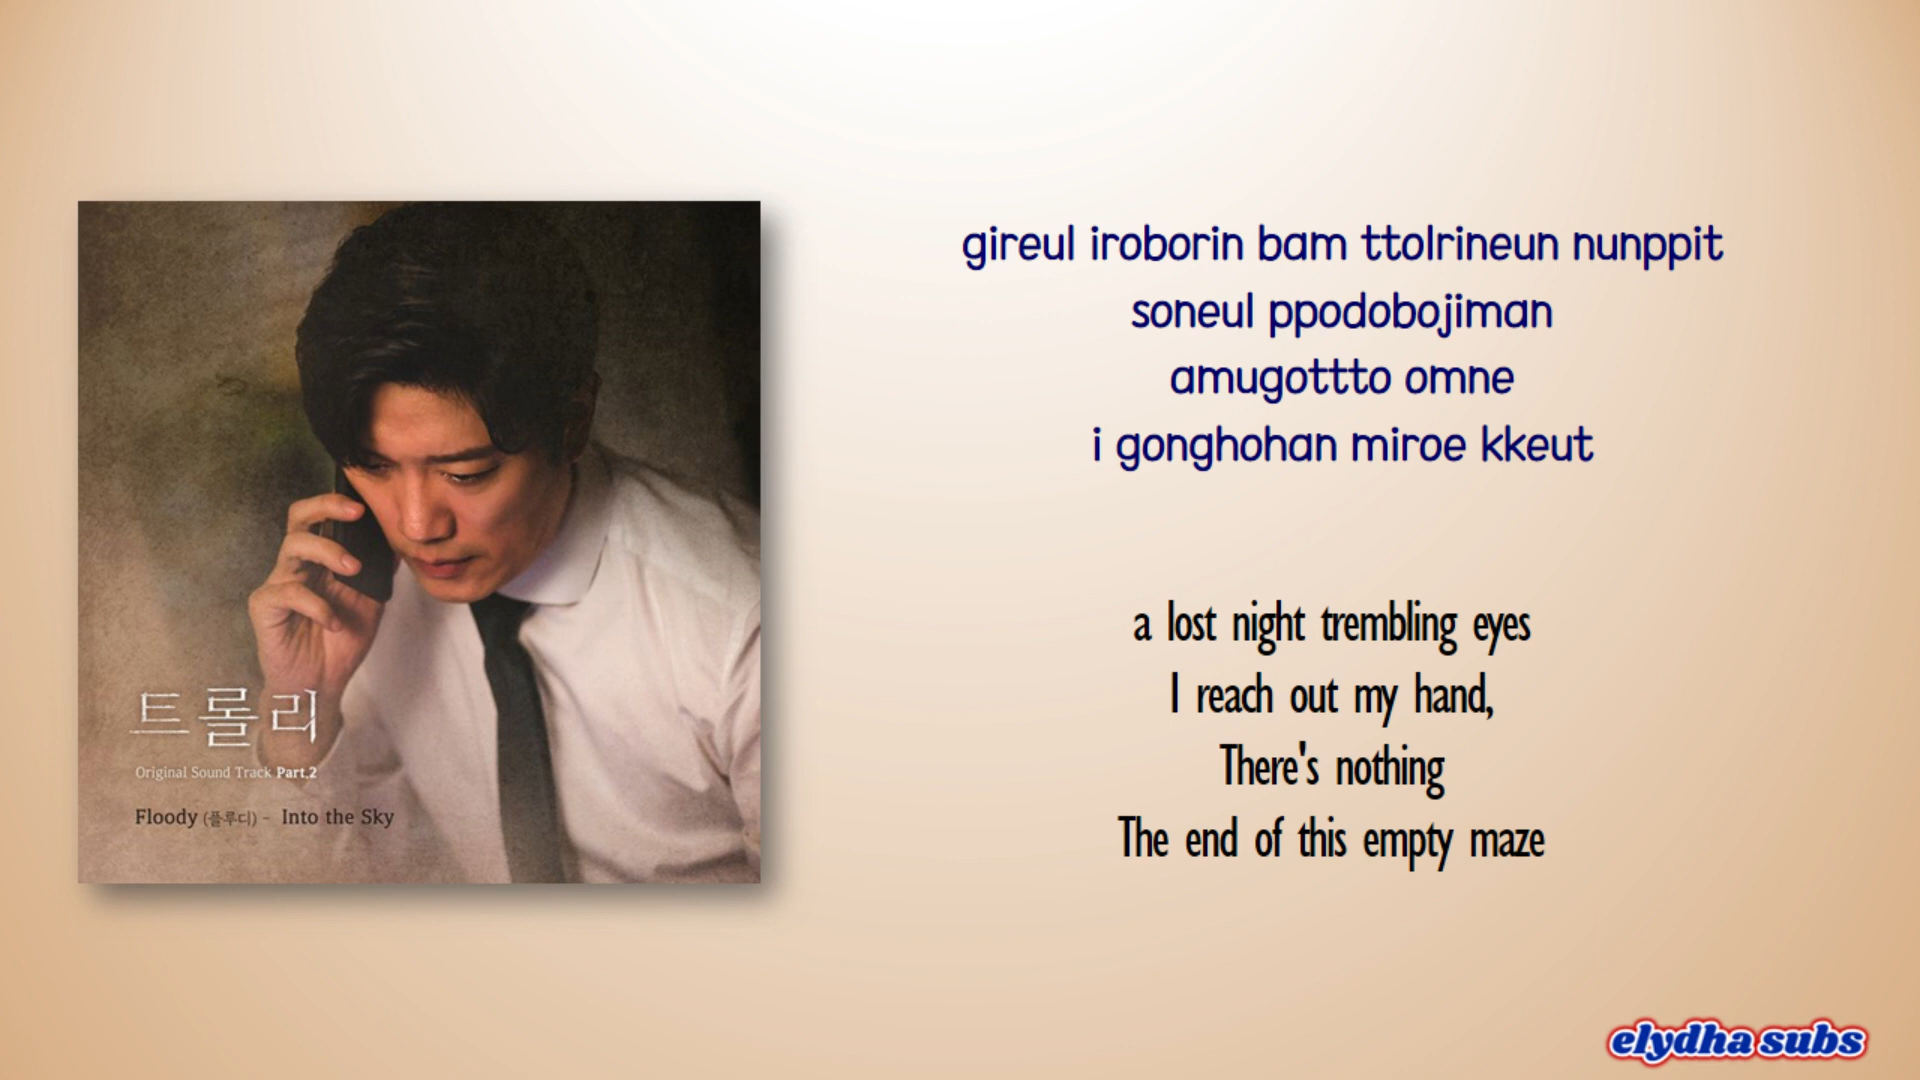 트롤리
Original Sound Track Part.2
Floody (플루디) - Into the Sky
gireul iroborin bam ttolrineun nunppit
soneul ppodobojiman
amugottto omne
i gonghohan miroe kkeut
a lost night trembling eyes
I reach out my hand,
There's nothing
The end of this empty maze
elydha subs